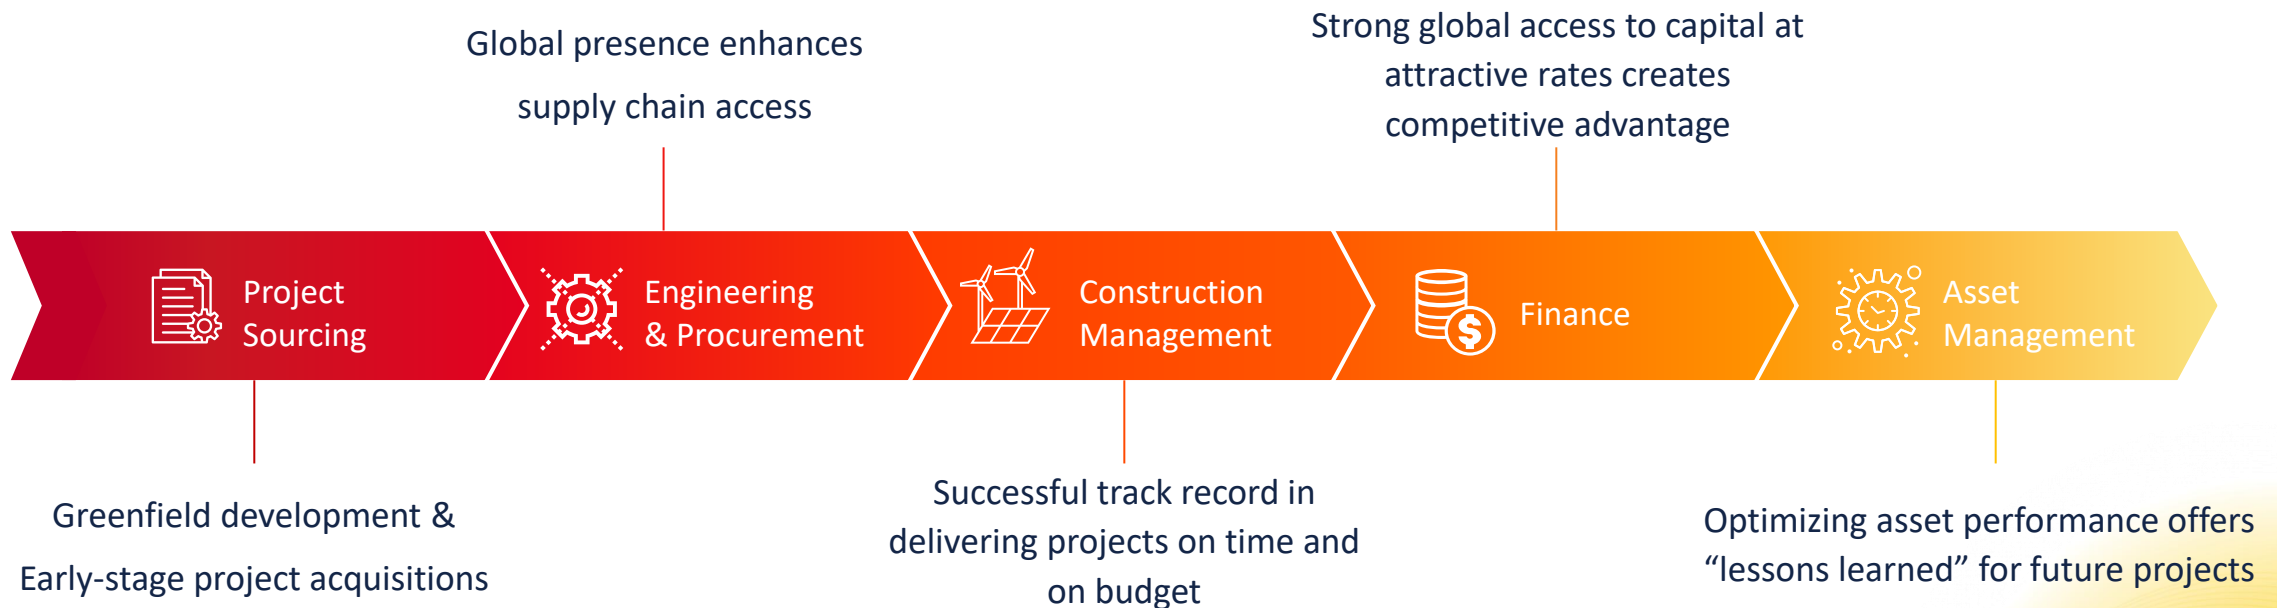 Global presence enhances
supply chain access
Strong global access to capital at
attractive rates creates
competitive advantage
Project
Sourcing
Engineering
& Procurement
Construction
Management
Finance
$
Asset
Management
Greenfield development &
Early-stage project acquisitions
Successful track record in
delivering projects on time and
on budget
Optimizing asset performance offers
“lessons learned” for future projects